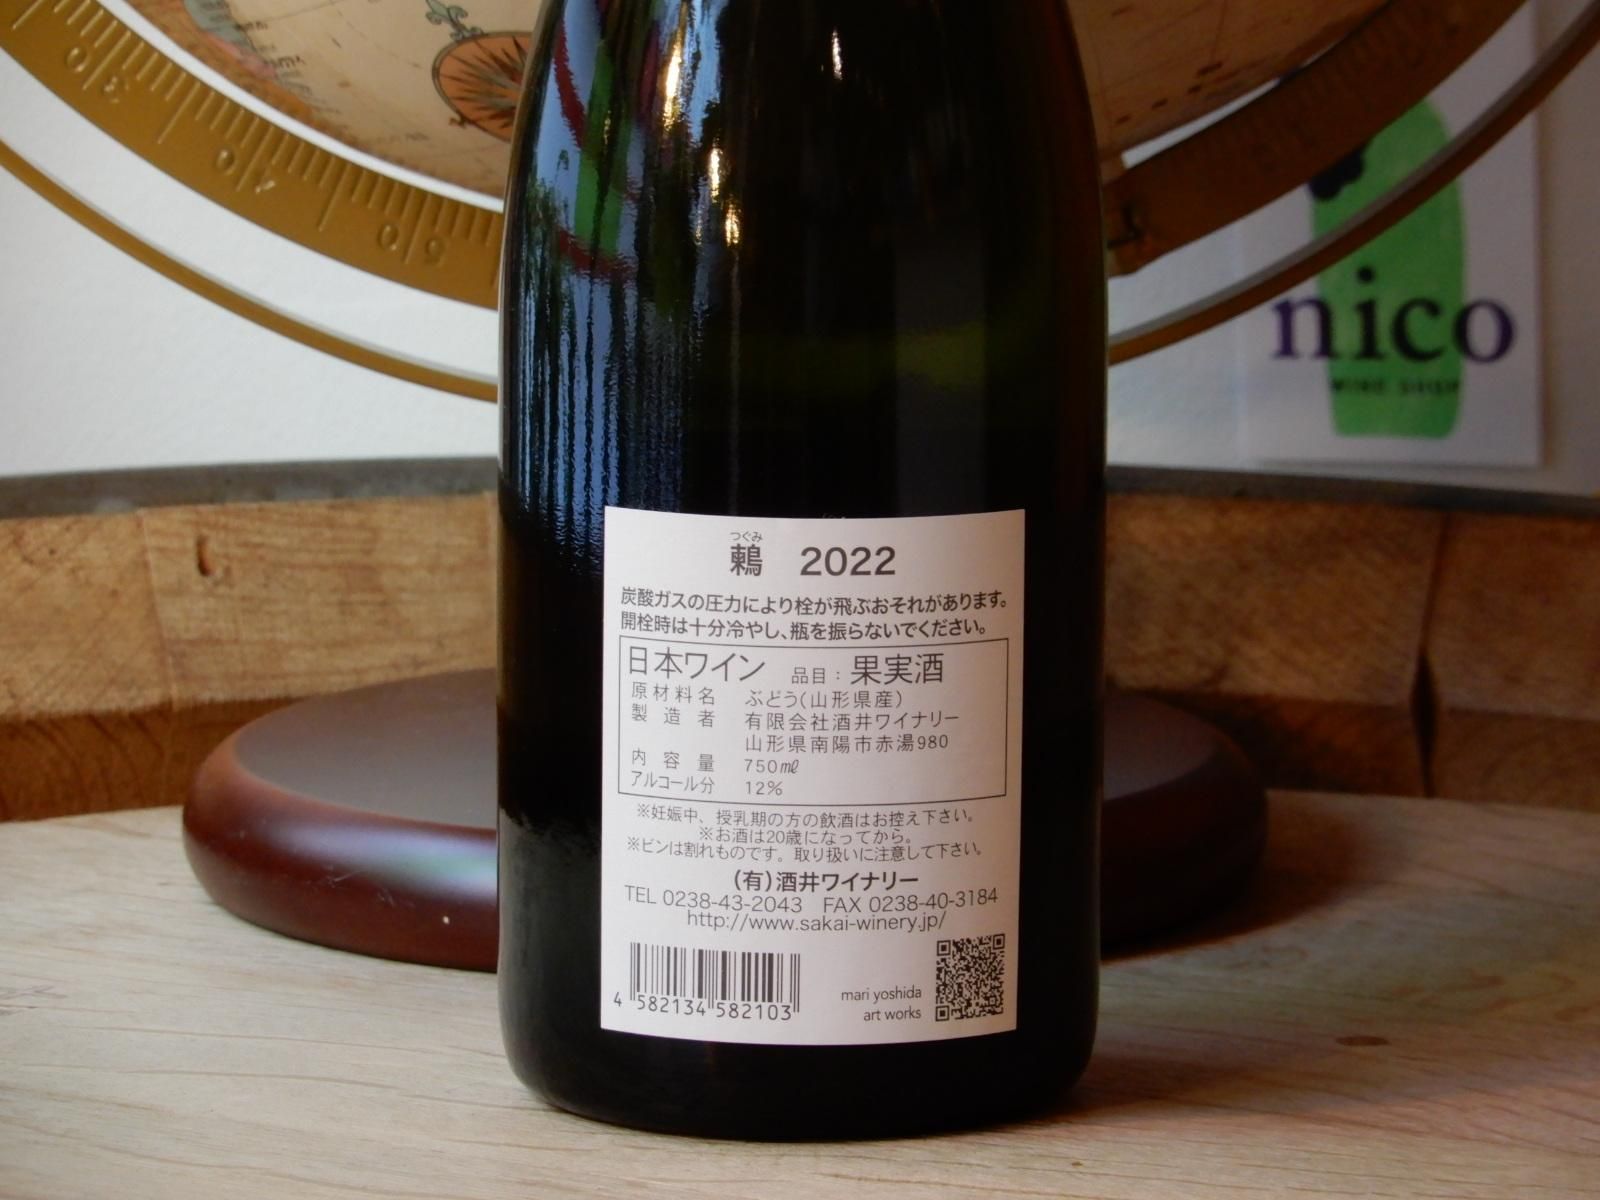 つぐみ
鶫 2022
炭酸ガスの圧力により栓が飛ぶおそれがあります。
開栓時は十分冷やし、瓶を振らないでください。
日本ワイン 品目：果実酒
原材料名 ぶどう(山形県産)
製造者 有限会社酒井ワイナリー
山形県南陽市赤湯980
内容量 750㎖
アルコール分 12%
※妊娠中、授乳期の方の飲酒はお控え下さい。
※お酒は20歳になってから。
※ビンは割れものです。取り扱いに注意して下さい。
(有)酒井ワイナリー
TEL 0238-43-2043 FAX 0238-40-3184
http://www.sakai-winery.jp/
4 582134 582103
mari yoshida
art works
nico
WINE SHOP